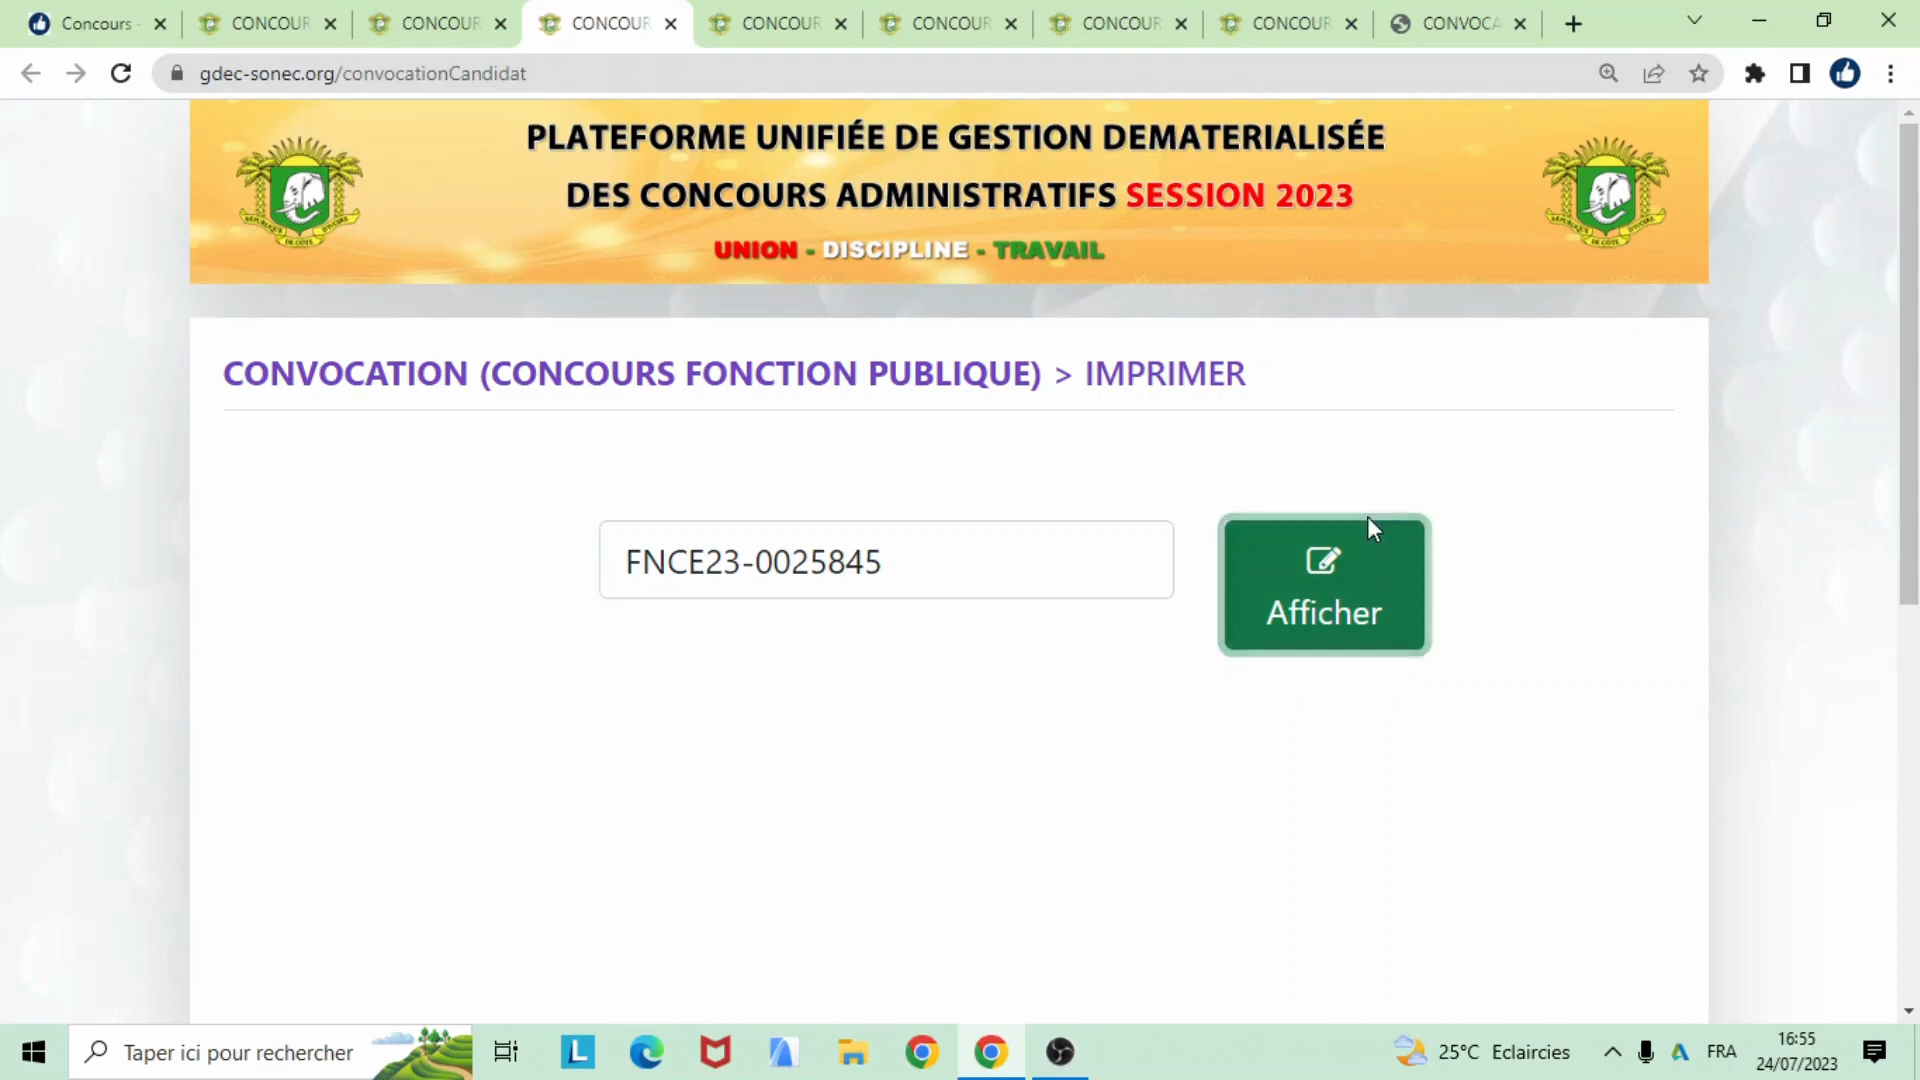 Concours -
CONCOUR
CONCOUR
CONCOUR
CONCOUR
CONCOUR
CONCOUR
CONCOUR
CONVOCA
gdec-sonec.org/convocationCandidat
PLATEFORME UNIFIÉE DE GESTION DEMATERIALISÉE
DES CONCOURS ADMINISTRATIFS SESSION 2023
UNION - DISCIPLINE - TRAVAIL
CONVOCATION (CONCOURS FONCTION PUBLIQUE) > IMPRIMER
FNCE23-0025845
Afficher
Taper ici pour rechercher
25°C Eclaircies
FRA
16:55
24/07/2023